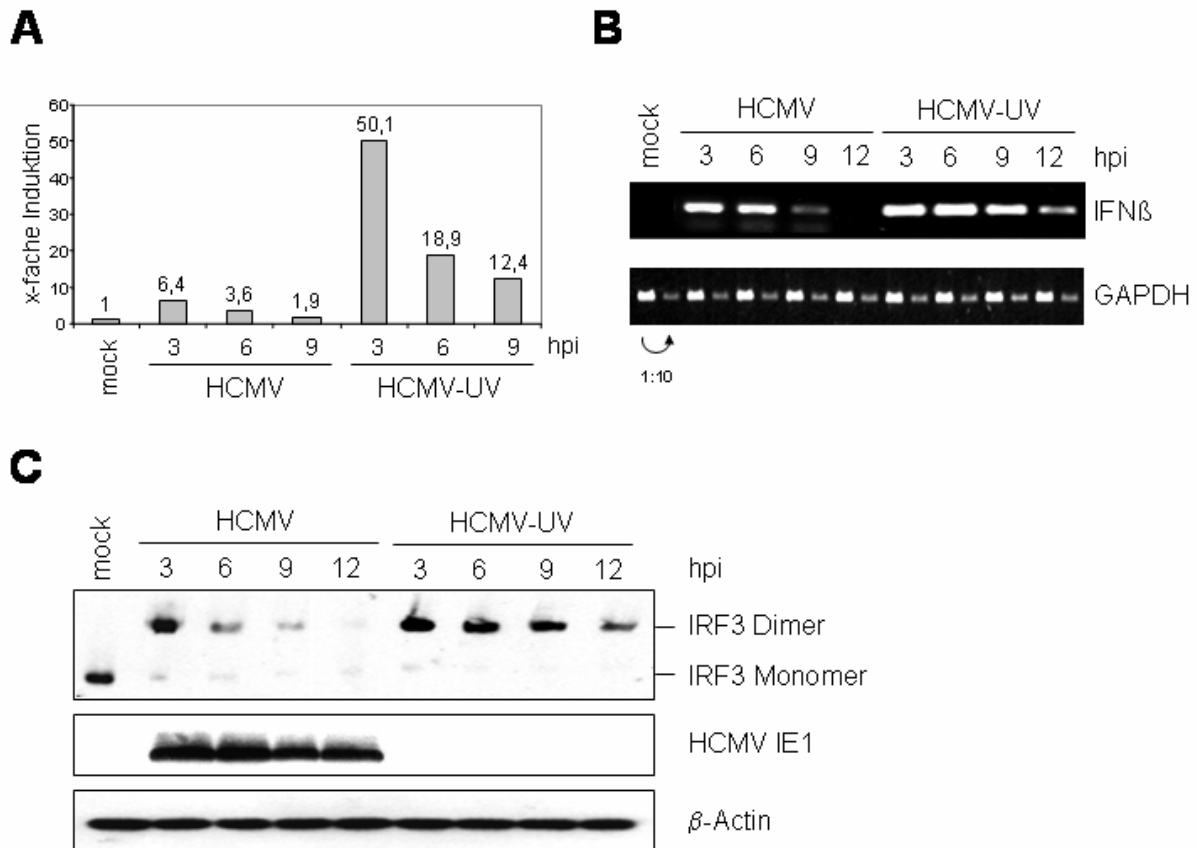 A
x-fache Induktion
60
50
40
30
20
10
0
1
6,4
3,6
1,9
50,1
18,9
12,4
mock
3 6 9 3 6 9 hpi
HCMV HCMV-UV
B
mock
HCMV HCMV-UV
3 6 9 12 3 6 9 12 hpi
IFNß
GAPDH
1:10
C
mock
HCMV HCMV-UV
3 6 9 12 3 6 9 12 hpi
IRF3 Dimer
IRF3 Monomer
HCMV IE1
β-Actin